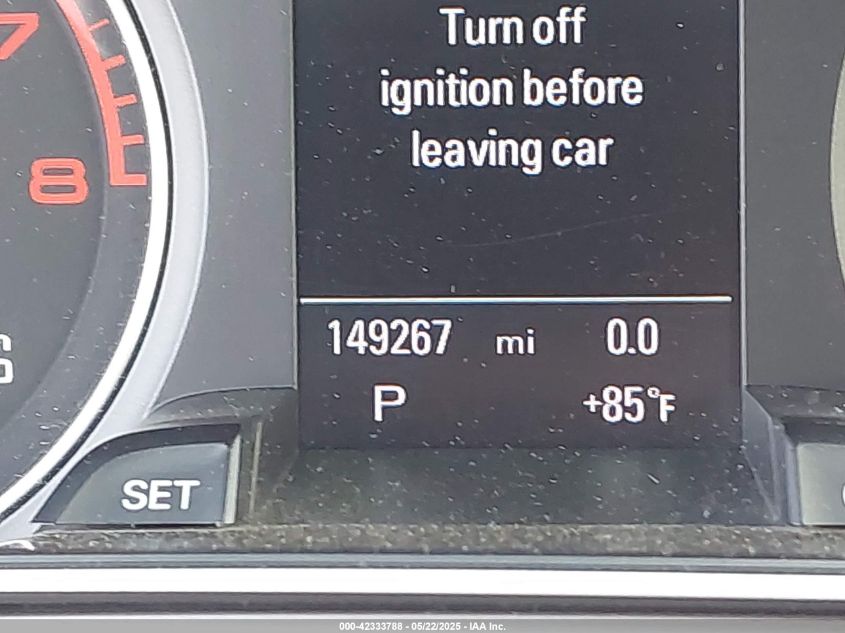 7
8
Turn off
ignition before
leaving car
149267 mi 0.0
P +85°F
SET
000-42333788 - 05/22/2025 - IAA Inc.